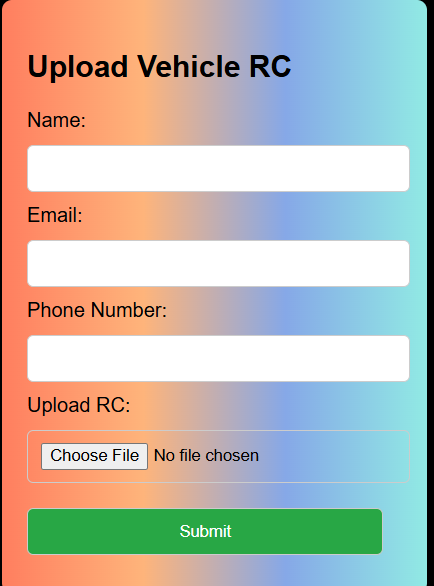 Upload Vehicle RC
Name:
Email:
Phone Number:
Upload RC:
Choose File No file chosen
Submit